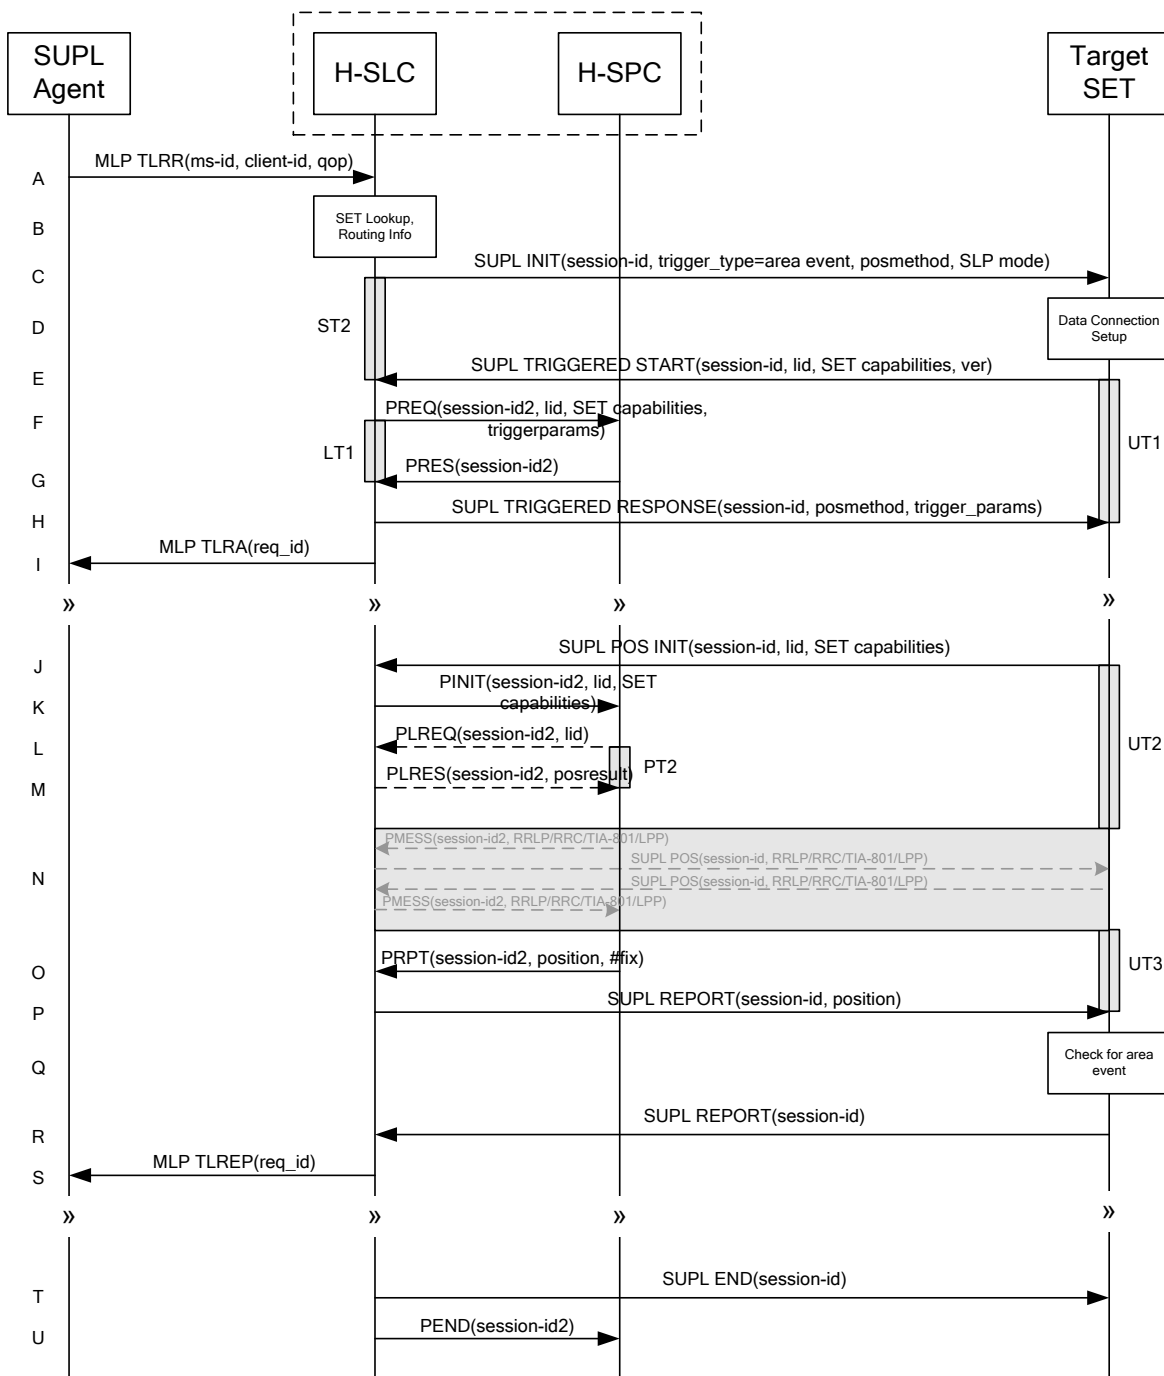 SUPL
Agent
H-SLC
H-SPC
Target
SET
A
MLP TLRR(ms-id, client-id, qop)
B
SET Lookup,
Routing Info
C
SUPL INIT(session-id, trigger_type=area event, posmethod, SLP mode)
D
ST2
Data Connection
Setup
E
SUPL TRIGGERED START(session-id, lid, SET capabilities, ver)
F
PREQ(session-id2, lid, SET capabilities,
triggerparams)
LT1
UT1
G
PRES(session-id2)
H
SUPL TRIGGERED RESPONSE(session-id, posmethod, trigger_params)
I
MLP TLRA(req_id)
» » » »
J
SUPL POS INIT(session-id, lid, SET capabilities)
K
PINIT(session-id2, lid, SET
capabilities)
L
PLREQ(session-id2, lid)
UT2
PT2
M
PLRES(session-id2, posresult)
N
PMESS(session-id2, RRLP/RRC/TIA-801/LPP)
SUPL POS(session-id, RRLP/RRC/TIA-801/LPP)
SUPL POS(session-id, RRLP/RRC/TIA-801/LPP)
PMESS(session-id2, RRLP/RRC/TIA-801/LPP)
O
PRPT(session-id2, position, #fix)
UT3
P
SUPL REPORT(session-id, position)
Q
Check for area
event
R
SUPL REPORT(session-id)
S
MLP TLREP(req_id)
» » » »
T
SUPL END(session-id)
U
PEND(session-id2)